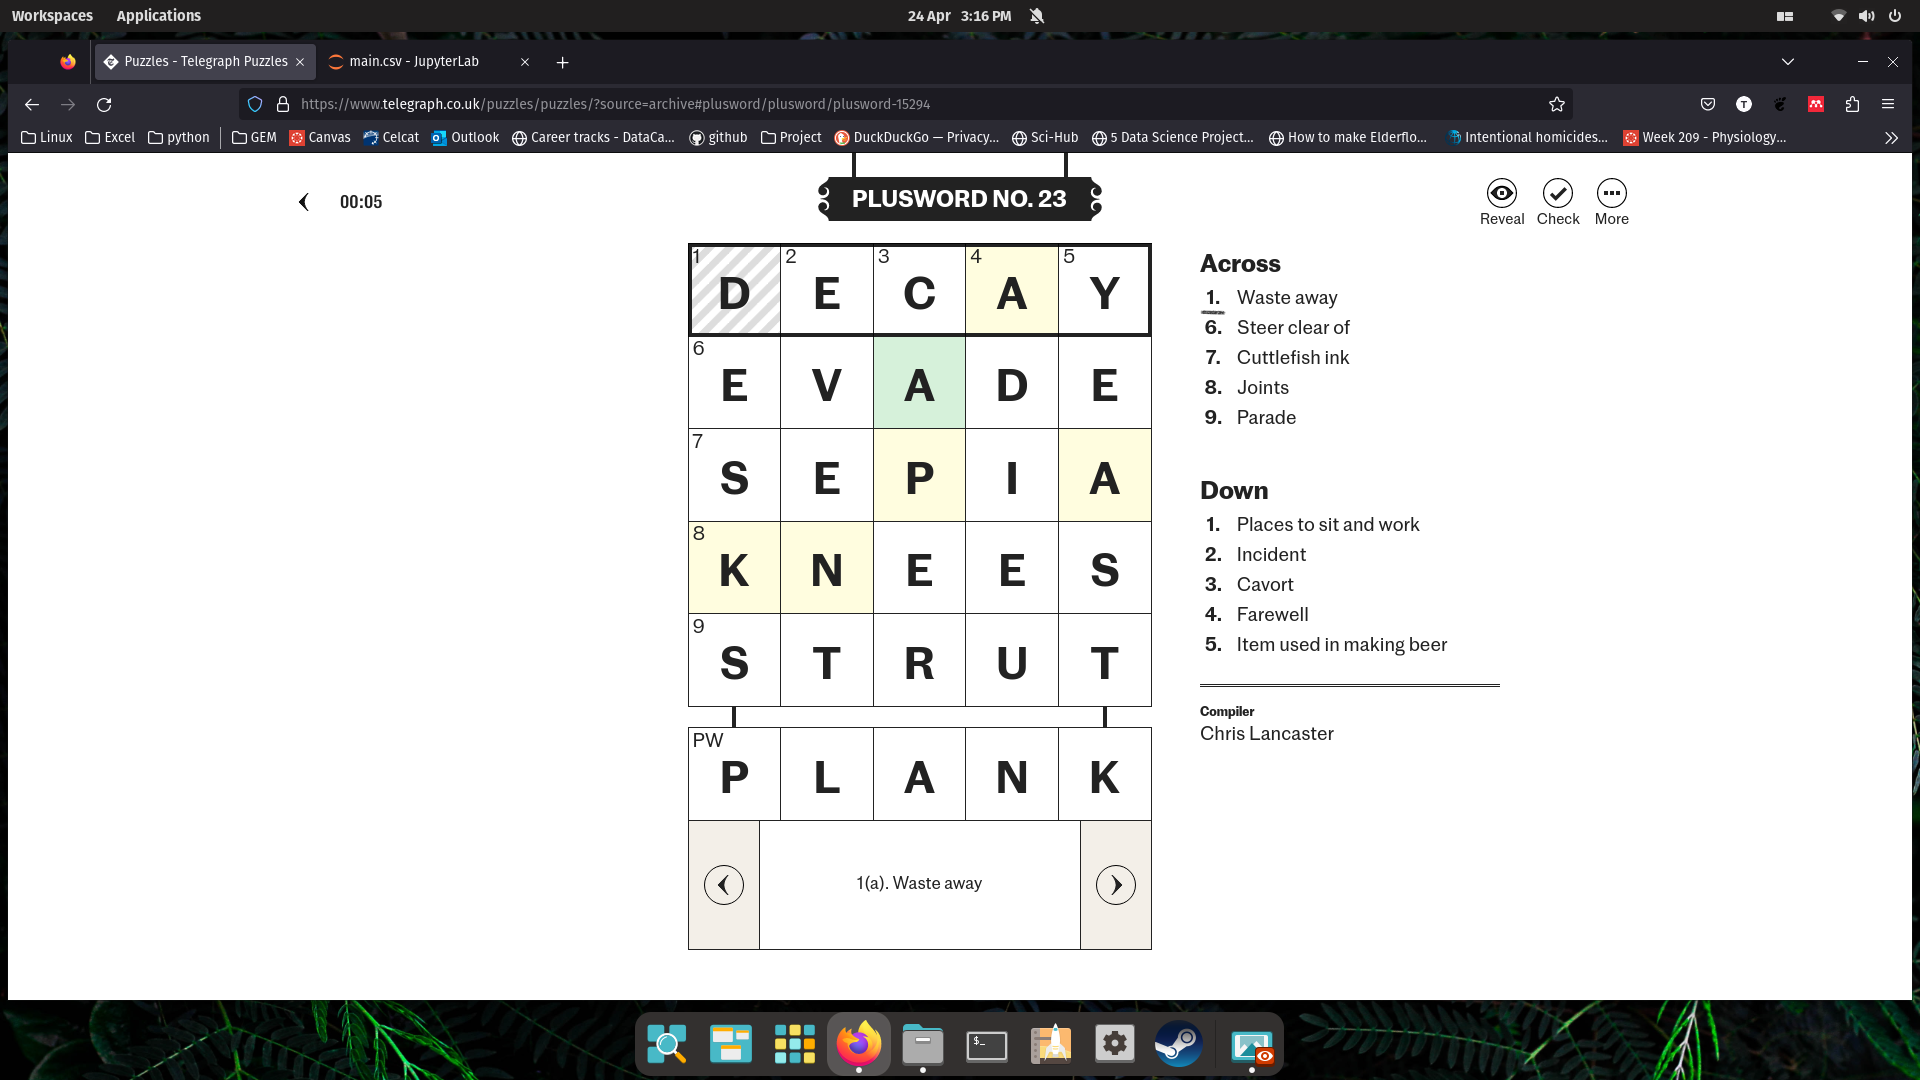 Workspaces Applications 24 Apr 3:16 PM
Puzzles - Telegraph Puzzles main.csv - JupyterLab
https://www.telegraph.co.uk/puzzles/puzzles/?source=archive#plusword/plusword/plusword-15294
Linux Excel python GEM Canvas Celcat Outlook Career tracks - DataCa... github Project DuckDuckGo — Privacy... Sci-Hub 5 Data Science Project... How to make Elderflo... Intentional homicides... Week 209 - Physiology...
00:05
PLUSWORD NO. 23
Reveal Check More
1 D 2 E 3 C 4 A 5 Y
6 E V A D E
7 S E P I A
8 K N E E S
9 S T R U T
PW P L A N K
1(a). Waste away
Across
1. Waste away
6. Steer clear of
7. Cuttlefish ink
8. Joints
9. Parade
Down
1. Places to sit and work
2. Incident
3. Cavort
4. Farewell
5. Item used in making beer
Compiler
Chris Lancaster